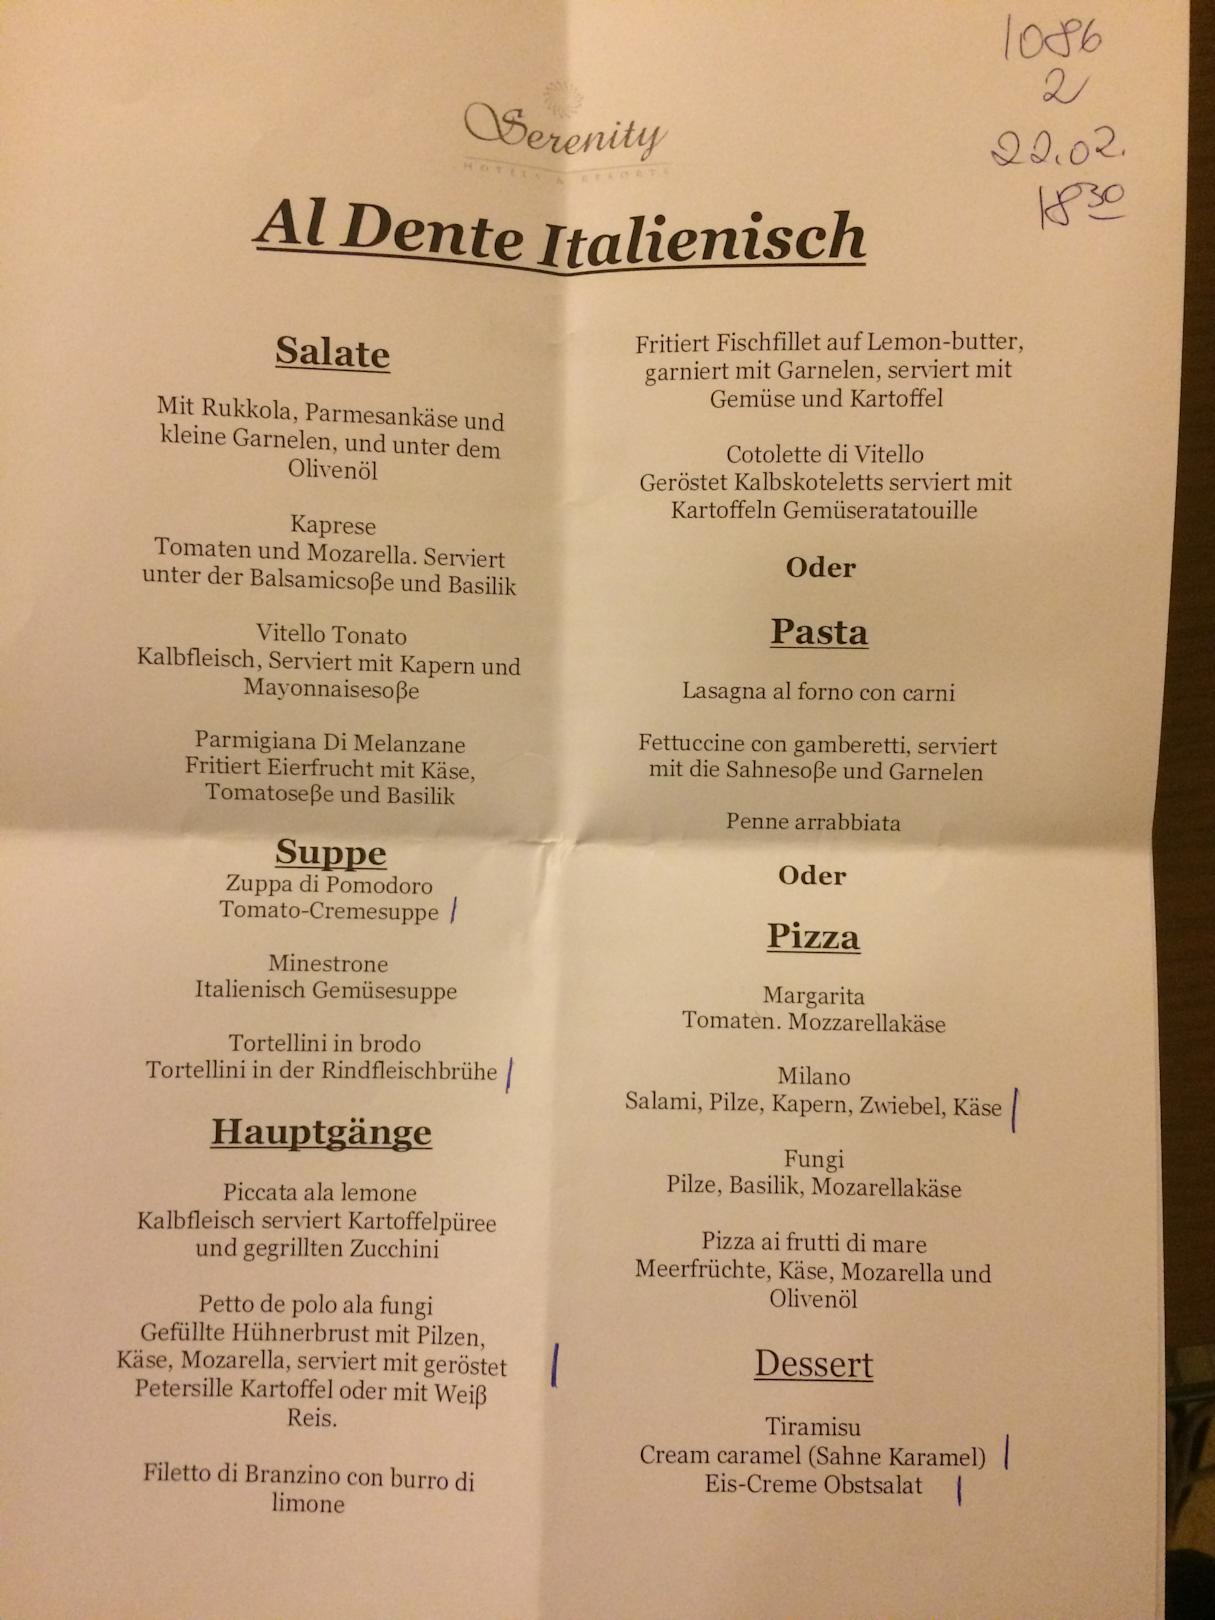 1086
2
22.02.
18 30
Serenity
HOTELS & RESORTS
Al Dente Italienisch
Salate
Mit Rukkola, Parmesankäse und
kleine Garnelen, und unter dem
Olivenöl
Kaprese
Tomaten und Mozarella. Serviert
unter der Balsamicsoße und Basilik
Vitello Tonato
Kalbfleisch, Serviert mit Kapern und
Mayonnaisesoße
Parmigiana Di Melanzane
Fritiert Eierfrucht mit Käse,
Tomatoseße und Basilik
Suppe
Zuppa di Pomodoro
Tomato-Cremesuppe
Minestrone
Italienisch Gemüsesuppe
Tortellini in brodo
Tortellini in der Rindfleischbrühe
Hauptgänge
Piccata ala lemone
Kalbfleisch serviert Kartoffelpüree
und gegrillten Zucchini
Petto de polo ala fungi
Gefüllte Hühnerbrust mit Pilzen,
Käse, Mozarella, serviert mit geröstet
Petersille Kartoffel oder mit Weiß
Reis.
Filetto di Branzino con burro di
limone
Fritiert Fischfillet auf Lemon-butter,
garniert mit Garnelen, serviert mit
Gemüse und Kartoffel
Cotolette di Vitello
Geröstet Kalbskoteletts serviert mit
Kartoffeln Gemüseratatouille
Oder
Pasta
Lasagna al forno con carni
Fettuccine con gamberetti, serviert
mit die Sahnesoße und Garnelen
Penne arrabbiata
Oder
Pizza
Margarita
Tomaten. Mozzarellakäse
Milano
Salami, Pilze, Kapern, Zwiebel, Käse
Fungi
Pilze, Basilik, Mozarellakäse
Pizza ai frutti di mare
Meerfrüchte, Käse, Mozarella und
Olivenöl
Dessert
Tiramisu
Cream caramel (Sahne Karamel)
Eis-Creme Obstsalat